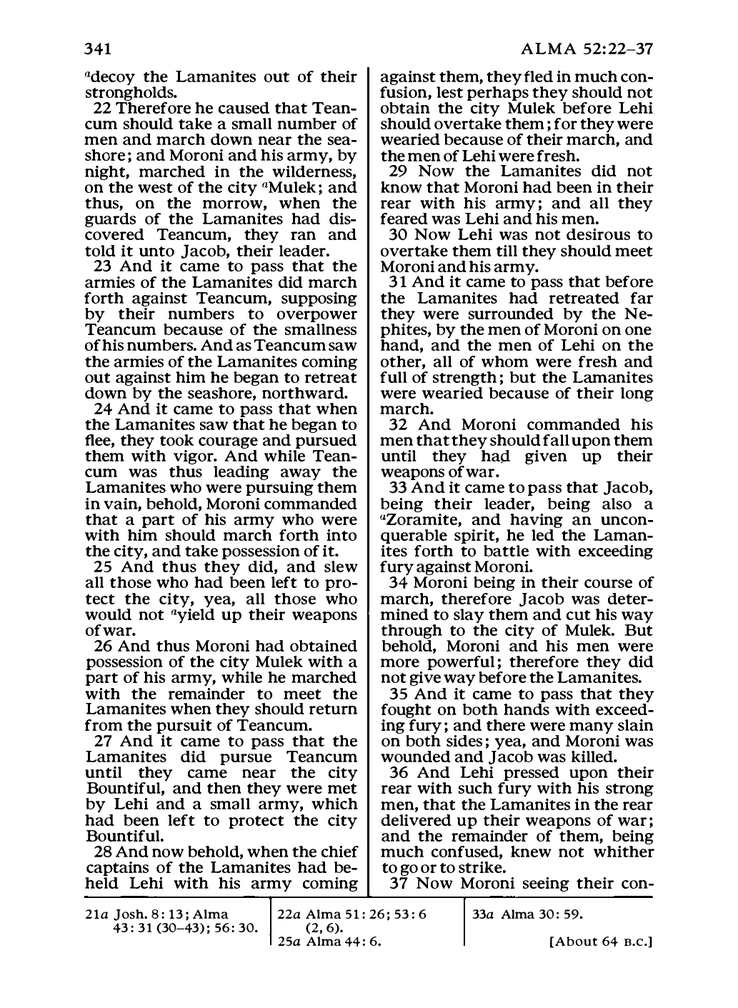 341
ALMA 52:22–37
adecoy the Lamanites out of their
strongholds.
22 Therefore he caused that Tean-
cum should take a small number of
men and march down near the sea-
shore; and Moroni and his army, by
night, marched in the wilderness,
on the west of the city aMulek; and
thus, on the morrow, when the
guards of the Lamanites had dis-
covered Teancum, they ran and
told it unto Jacob, their leader.
23 And it came to pass that the
armies of the Lamanites did march
forth against Teancum, supposing
by their numbers to overpower
Teancum because of the smallness
of his numbers. And as Teancum saw
the armies of the Lamanites coming
out against him he began to retreat
down by the seashore, northward.
24 And it came to pass that when
the Lamanites saw that he began to
flee, they took courage and pursued
them with vigor. And while Tean-
cum was thus leading away the
Lamanites who were pursuing them
in vain, behold, Moroni commanded
that a part of his army who were
with him should march forth into
the city, and take possession of it.
25 And thus they did, and slew
all those who had been left to pro-
tect the city, yea, all those who
would not ayield up their weapons
of war.
26 And thus Moroni had obtained
possession of the city Mulek with a
part of his army, while he marched
with the remainder to meet the
Lamanites when they should return
from the pursuit of Teancum.
27 And it came to pass that the
Lamanites did pursue Teancum
until they came near the city
Bountiful, and then they were met
by Lehi and a small army, which
had been left to protect the city
Bountiful.
28 And now behold, when the chief
captains of the Lamanites had be-
held Lehi with his army coming
against them, they fled in much con-
fusion, lest perhaps they should not
obtain the city Mulek before Lehi
should overtake them; for they were
wearied because of their march, and
the men of Lehi were fresh.
29 Now the Lamanites did not
know that Moroni had been in their
rear with his army; and all they
feared was Lehi and his men.
30 Now Lehi was not desirous to
overtake them till they should meet
Moroni and his army.
31 And it came to pass that before
the Lamanites had retreated far
they were surrounded by the Ne-
phites, by the men of Moroni on one
hand, and the men of Lehi on the
other, all of whom were fresh and
full of strength; but the Lamanites
were wearied because of their long
march.
32 And Moroni commanded his
men that they should fall upon them
until they had given up their
weapons of war.
33 And it came to pass that Jacob,
being their leader, being also a
aZoramite, and having an uncon-
querable spirit, he led the Laman-
ites forth to battle with exceeding
fury against Moroni.
34 Moroni being in their course of
march, therefore Jacob was deter-
mined to slay them and cut his way
through to the city of Mulek. But
behold, Moroni and his men were
more powerful; therefore they did
not give way before the Lamanites.
35 And it came to pass that they
fought on both hands with exceed-
ing fury; and there were many slain
on both sides; yea, and Moroni was
wounded and Jacob was killed.
36 And Lehi pressed upon their
rear with such fury with his strong
men, that the Lamanites in the rear
delivered up their weapons of war;
and the remainder of them, being
much confused, knew not whither
to go or to strike.
37 Now Moroni seeing their con-
21a Josh. 8:13; Alma
43:31 (30–43); 56:30.
22a Alma 51:26; 53:6
(2, 6).
25a Alma 44:6.
33a Alma 30:59.
[About 64 B.C.]